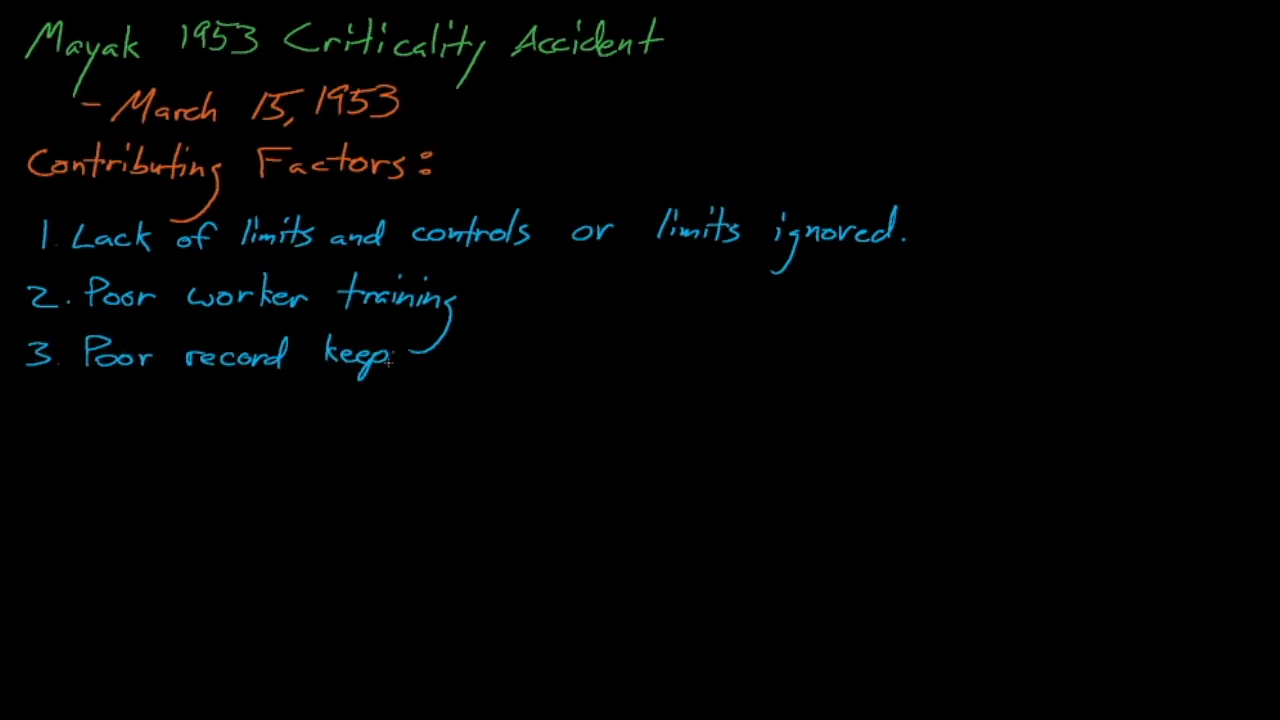 Mayak 1953 Criticality Accident
- March 15, 1953
Contributing Factors:
1. Lack of limits and controls or limits ignored.
2. Poor worker training
3. Poor record keep